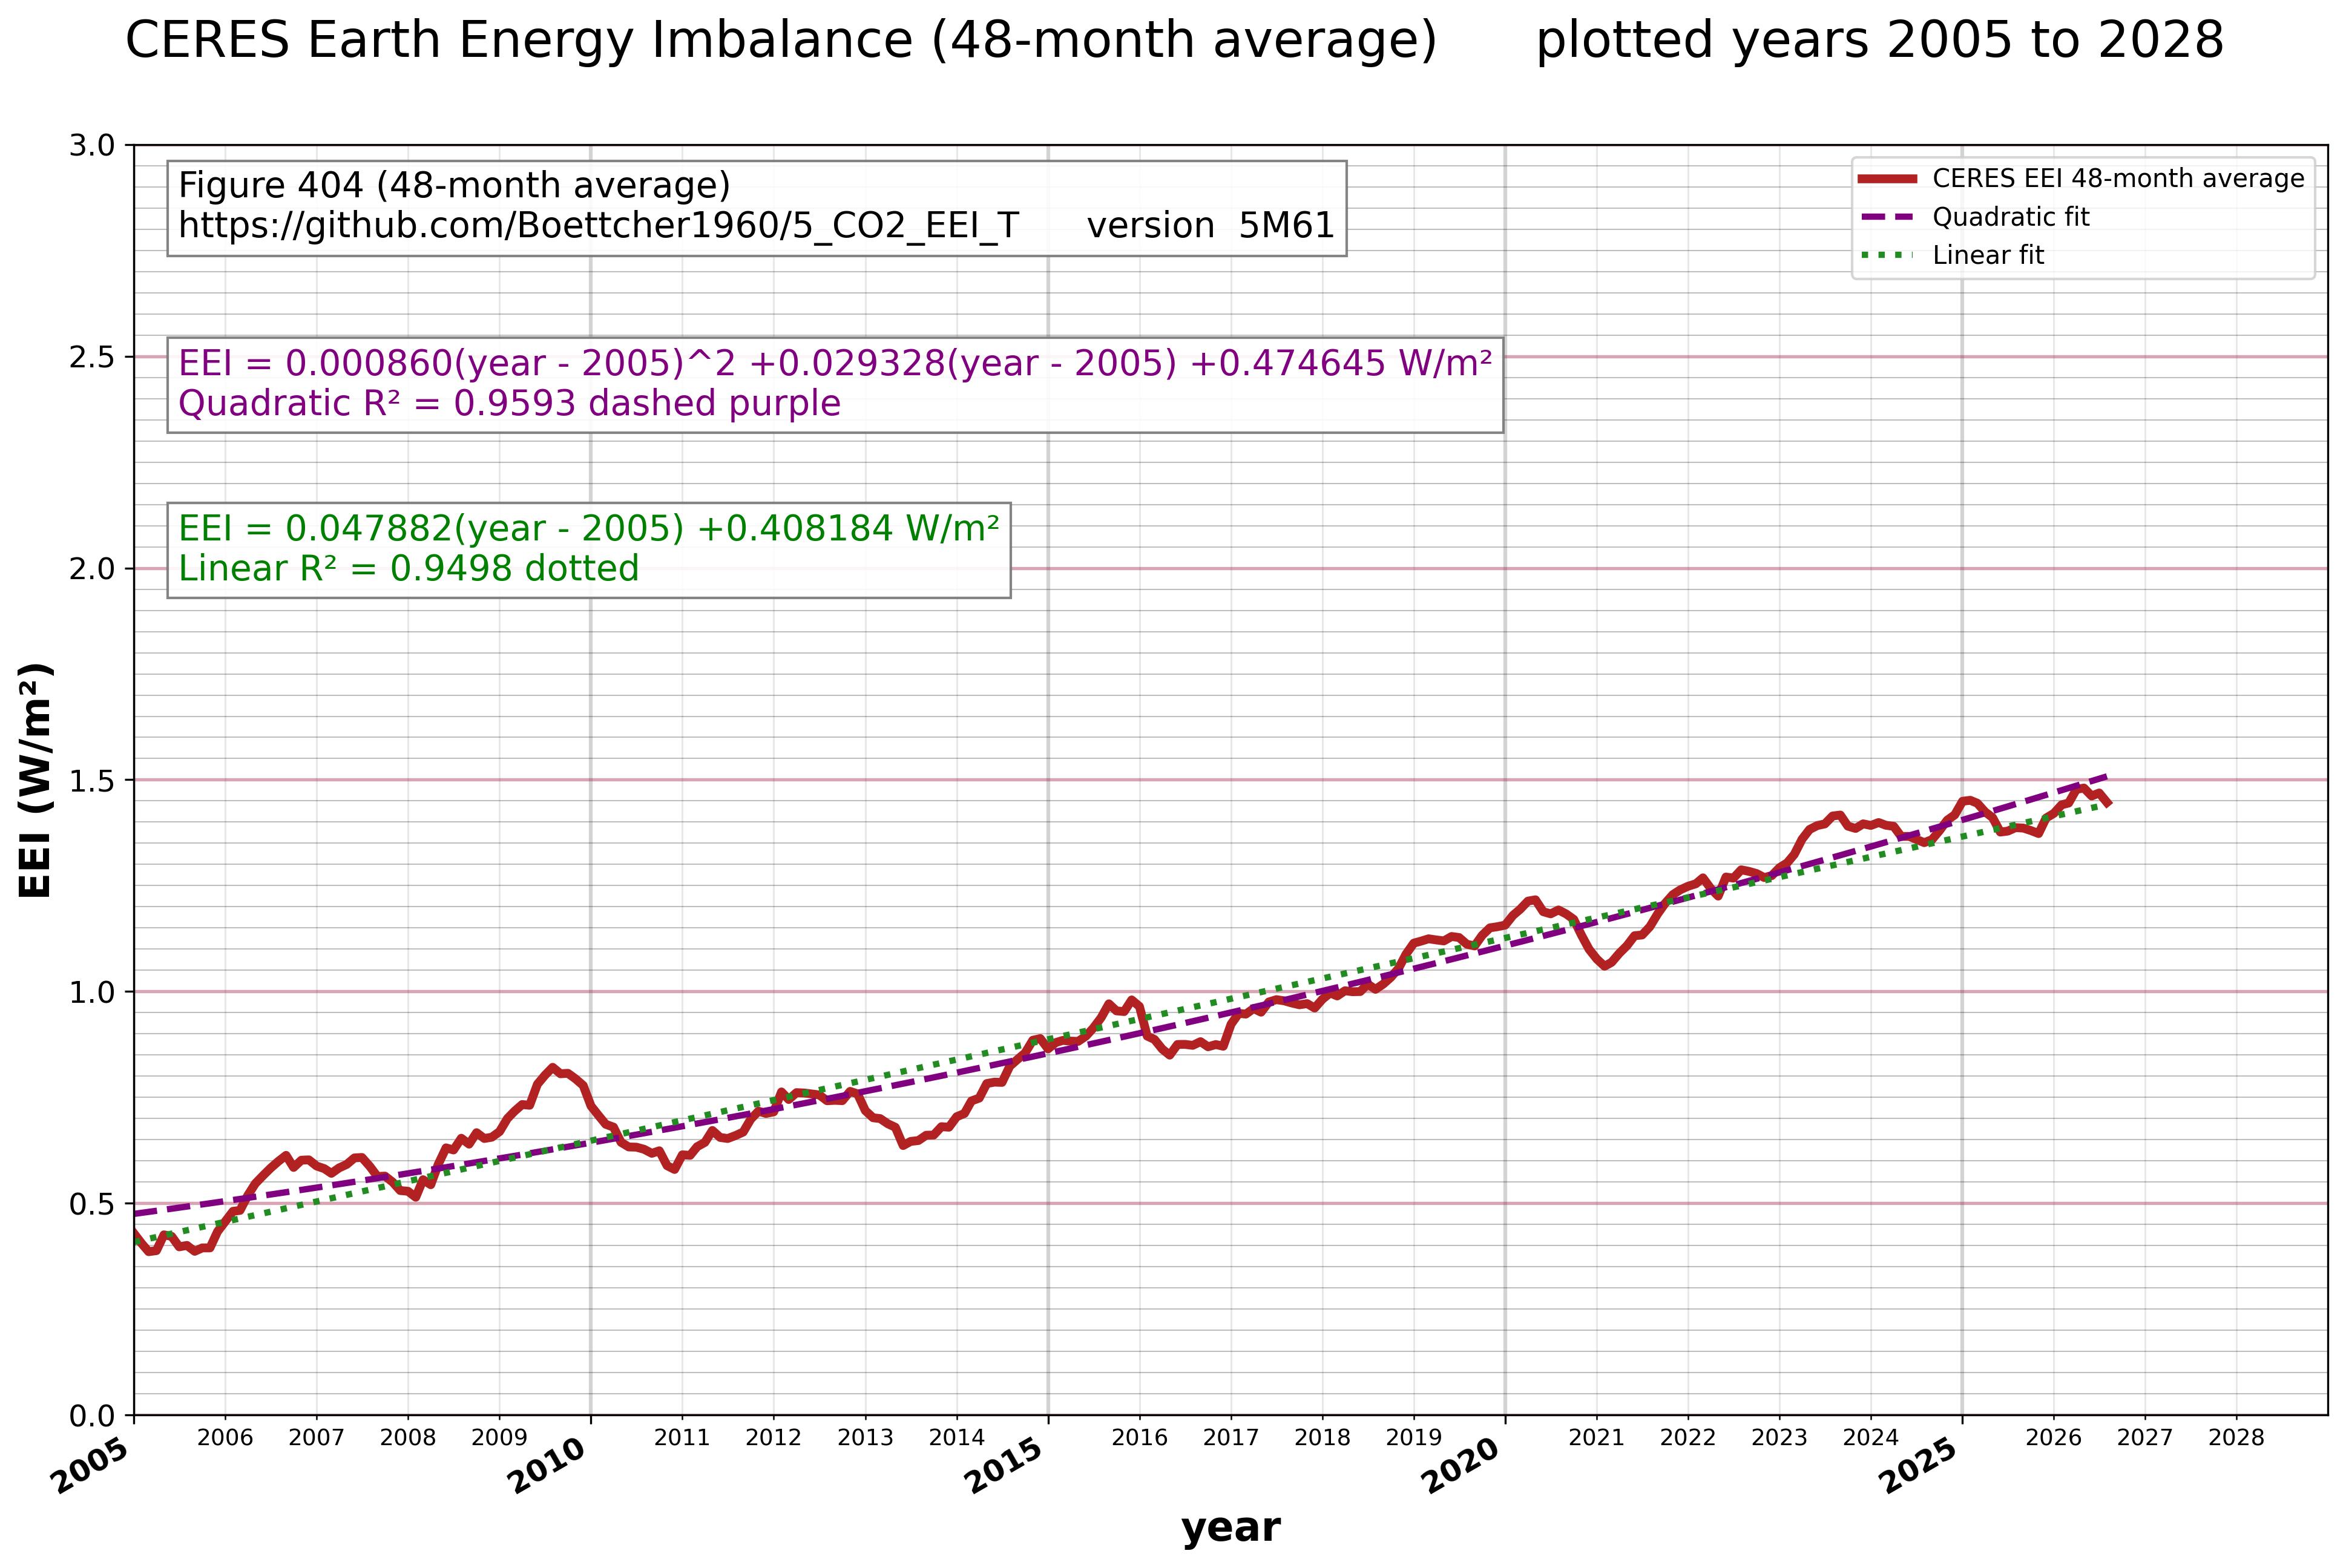 CERES Earth Energy Imbalance (48-month average)      plotted years 2005 to 2028
3.0
Figure 404 (48-month average)
https://github.com/Boettcher1960/5_CO2_EEI_T      version  5M61
CERES EEI 48-month average
Quadratic fit
Linear fit
2.5
EEI = 0.000860(year - 2005)^2 +0.029328(year - 2005) +0.474645 W/m²
Quadratic R² = 0.9593 dashed purple
EEI = 0.047882(year - 2005) +0.408184 W/m²
Linear R² = 0.9498 dotted
2.0
EEI (W/m²)
1.5
1.0
0.5
0.0
2005 2006 2007 2008 2009 2010 2011 2012 2013 2014 2015 2016 2017 2018 2019 2020 2021 2022 2023 2024 2025 2026 2027 2028
year